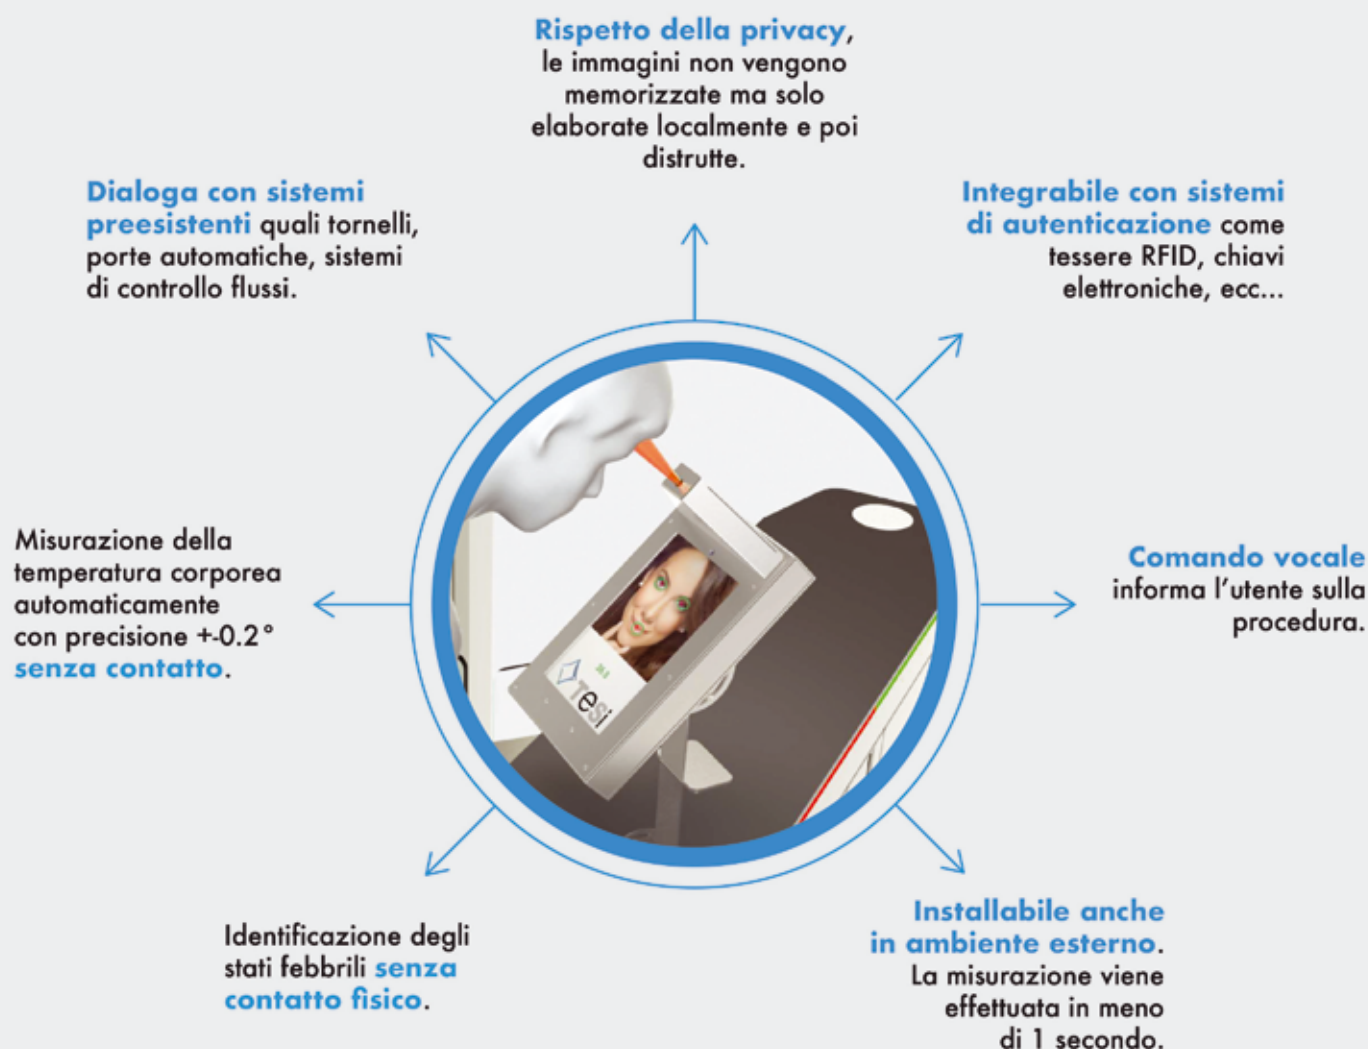 Rispetto della privacy,
le immagini non vengono
memorizzate ma solo
elaborate localmente e poi
distrutte.
Dialoga con sistemi
preesistenti quali tornelli,
porte automatiche, sistemi
di controllo flussi.
Integrabile con sistemi
di autenticazione come
tessere RFID, chiavi
elettroniche, ecc...
Misurazione della
temperatura corporea
automaticamente
con precisione +-0.2°
senza contatto.
TeSi
Comando vocale
informa l'utente sulla
procedura.
Identificazione degli
stati febbrili senza
contatto fisico.
Installabile anche
in ambiente esterno.
La misurazione viene
effettuata in meno
di 1 secondo.